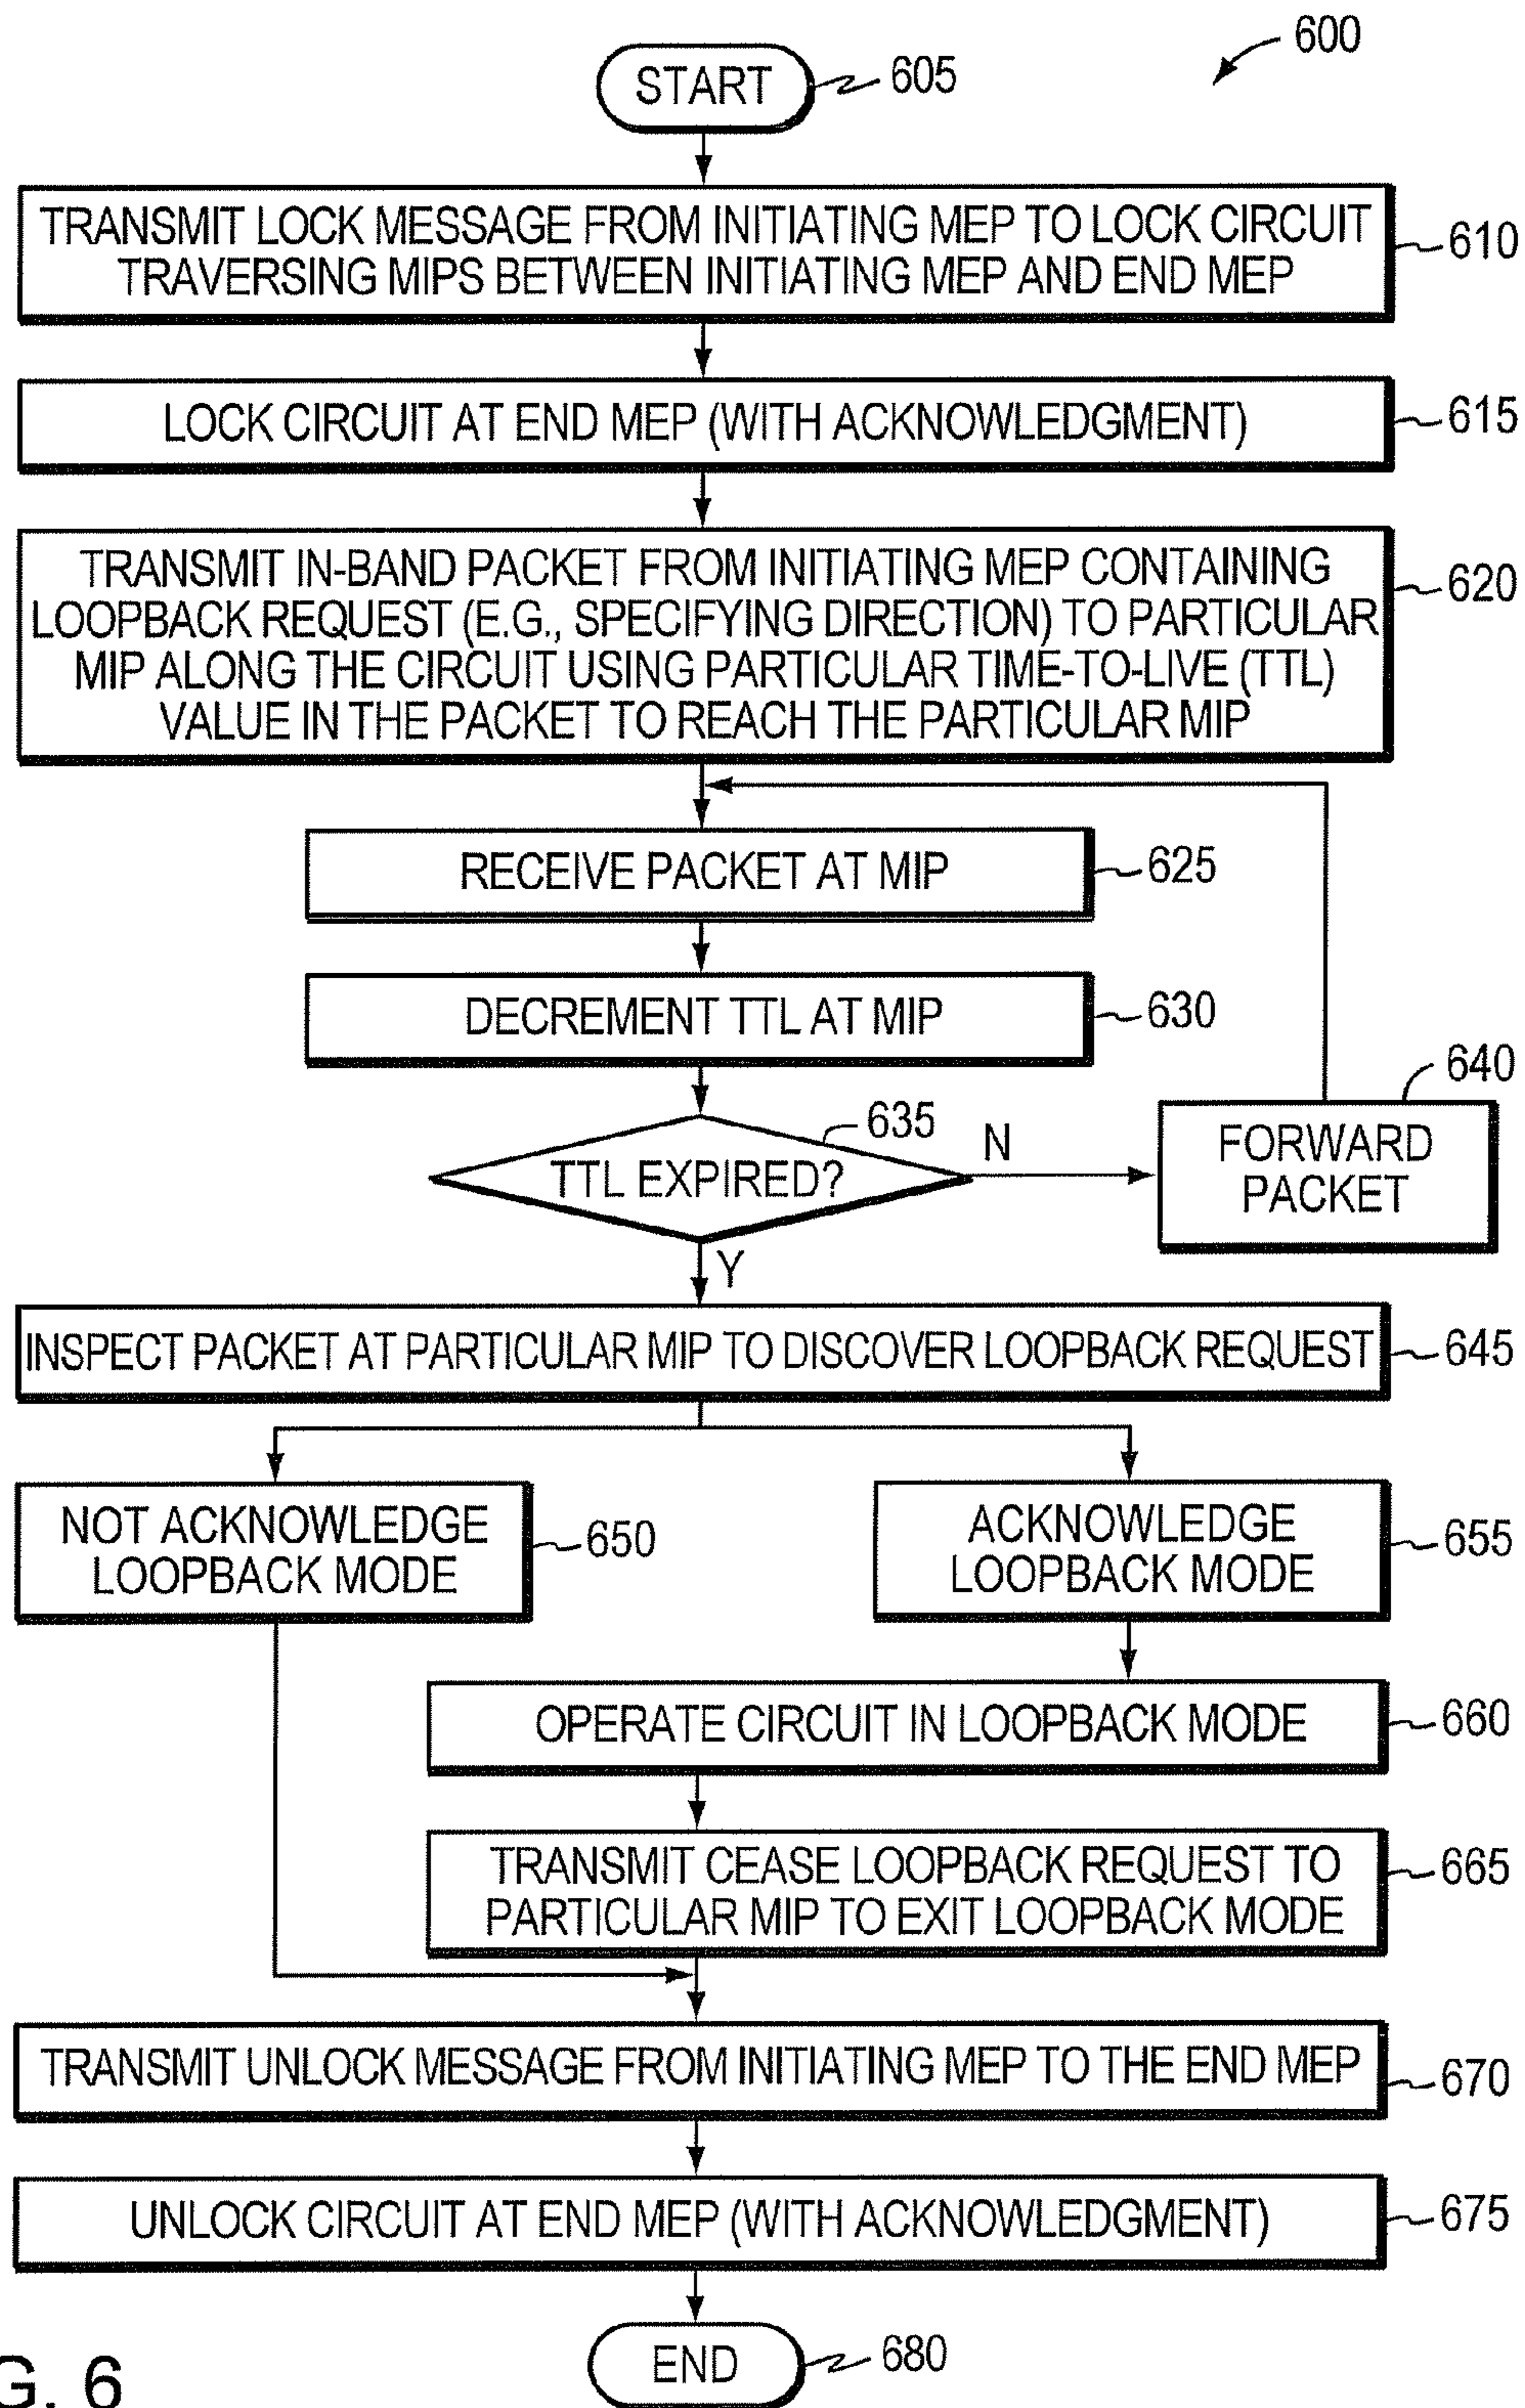 600
START
605
TRANSMIT LOCK MESSAGE FROM INITIATING MEP TO LOCK CIRCUIT
TRAVERSING MIPS BETWEEN INITIATING MEP AND END MEP
610
LOCK CIRCUIT AT END MEP (WITH ACKNOWLEDGMENT)
615
TRANSMIT IN-BAND PACKET FROM INITIATING MEP CONTAINING
LOOPBACK REQUEST (E.G., SPECIFYING DIRECTION) TO PARTICULAR
MIP ALONG THE CIRCUIT USING PARTICULAR TIME-TO-LIVE (TTL)
VALUE IN THE PACKET TO REACH THE PARTICULAR MIP
620
RECEIVE PACKET AT MIP
625
DECREMENT TTL AT MIP
630
TTL EXPIRED?
635
N
FORWARD
PACKET
640
Y
INSPECT PACKET AT PARTICULAR MIP TO DISCOVER LOOPBACK REQUEST
645
NOT ACKNOWLEDGE
LOOPBACK MODE
650
ACKNOWLEDGE
LOOPBACK MODE
655
OPERATE CIRCUIT IN LOOPBACK MODE
660
TRANSMIT CEASE LOOPBACK REQUEST TO
PARTICULAR MIP TO EXIT LOOPBACK MODE
665
TRANSMIT UNLOCK MESSAGE FROM INITIATING MEP TO THE END MEP
670
UNLOCK CIRCUIT AT END MEP (WITH ACKNOWLEDGMENT)
675
END
680
G. 6